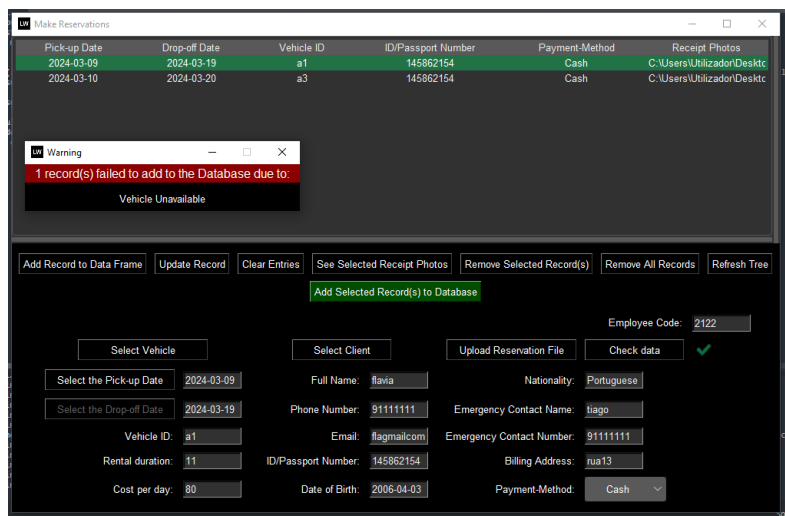 LW Make Reservations
Pick-up Date Drop-off Date Vehicle ID ID/Passport Number Payment-Method Receipt Photos
2024-03-09 2024-03-19 a1 145862154 Cash C:\Users\Utilizador\Desktc
2024-03-10 2024-03-20 a3 145862154 Cash C:\Users\Utilizador\Desktc
LW Warning
1 record(s) failed to add to the Database due to:
Vehicle Unavailable
Add Record to Data Frame Update Record Clear Entries See Selected Receipt Photos Remove Selected Record(s) Remove All Records Refresh Tree
Add Selected Record(s) to Database
Employee Code: 2122
Select Vehicle Select Client Upload Reservation File Check data
Select the Pick-up Date 2024-03-09 Full Name: flavia Nationality: Portuguese
Select the Drop-off Date 2024-03-19 Phone Number: 91111111 Emergency Contact Name: tiago
Vehicle ID: a1 Email: flagmailcom Emergency Contact Number: 91111111
Rental duration: 11 ID/Passport Number: 145862154 Billing Address: rua13
Cost per day: 80 Date of Birth: 2006-04-03 Payment-Method: Cash